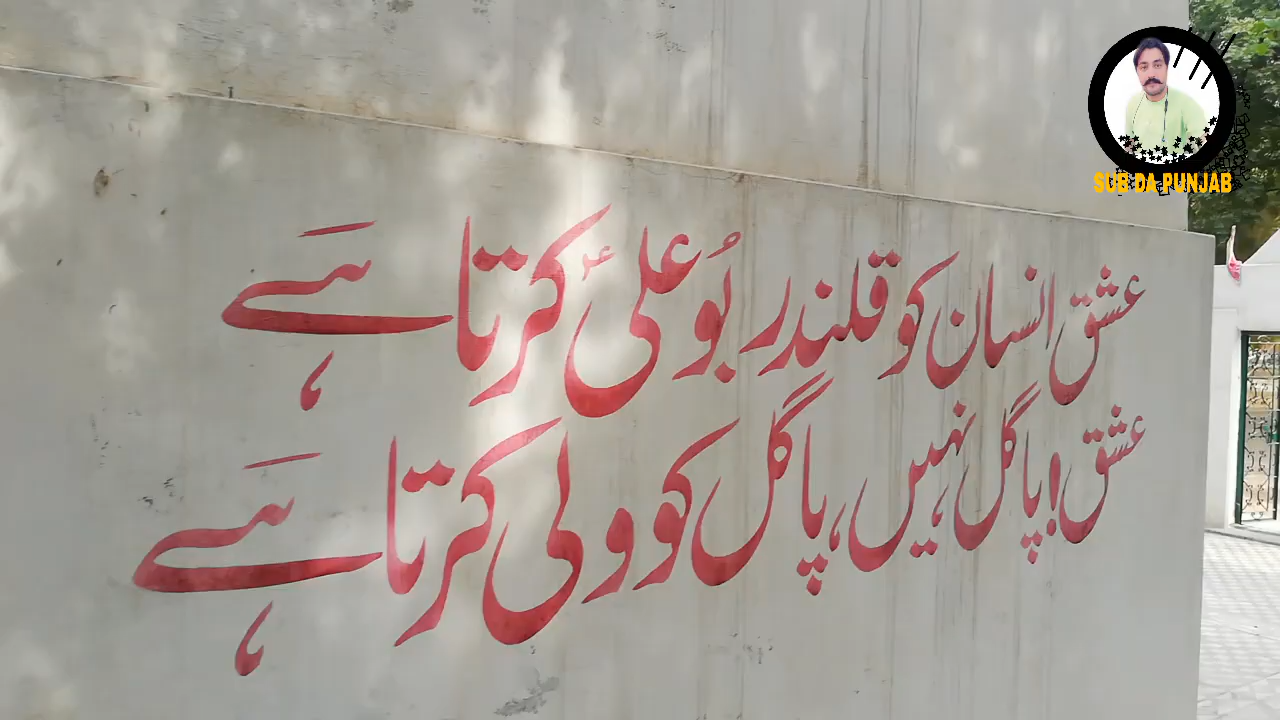 عشق انسان کو قلندر بُو علیؑ کرتا ہے
عشق! پاگل نہیں، پاگل کو ولی کرتا ہے
SUB DA PUNJAB